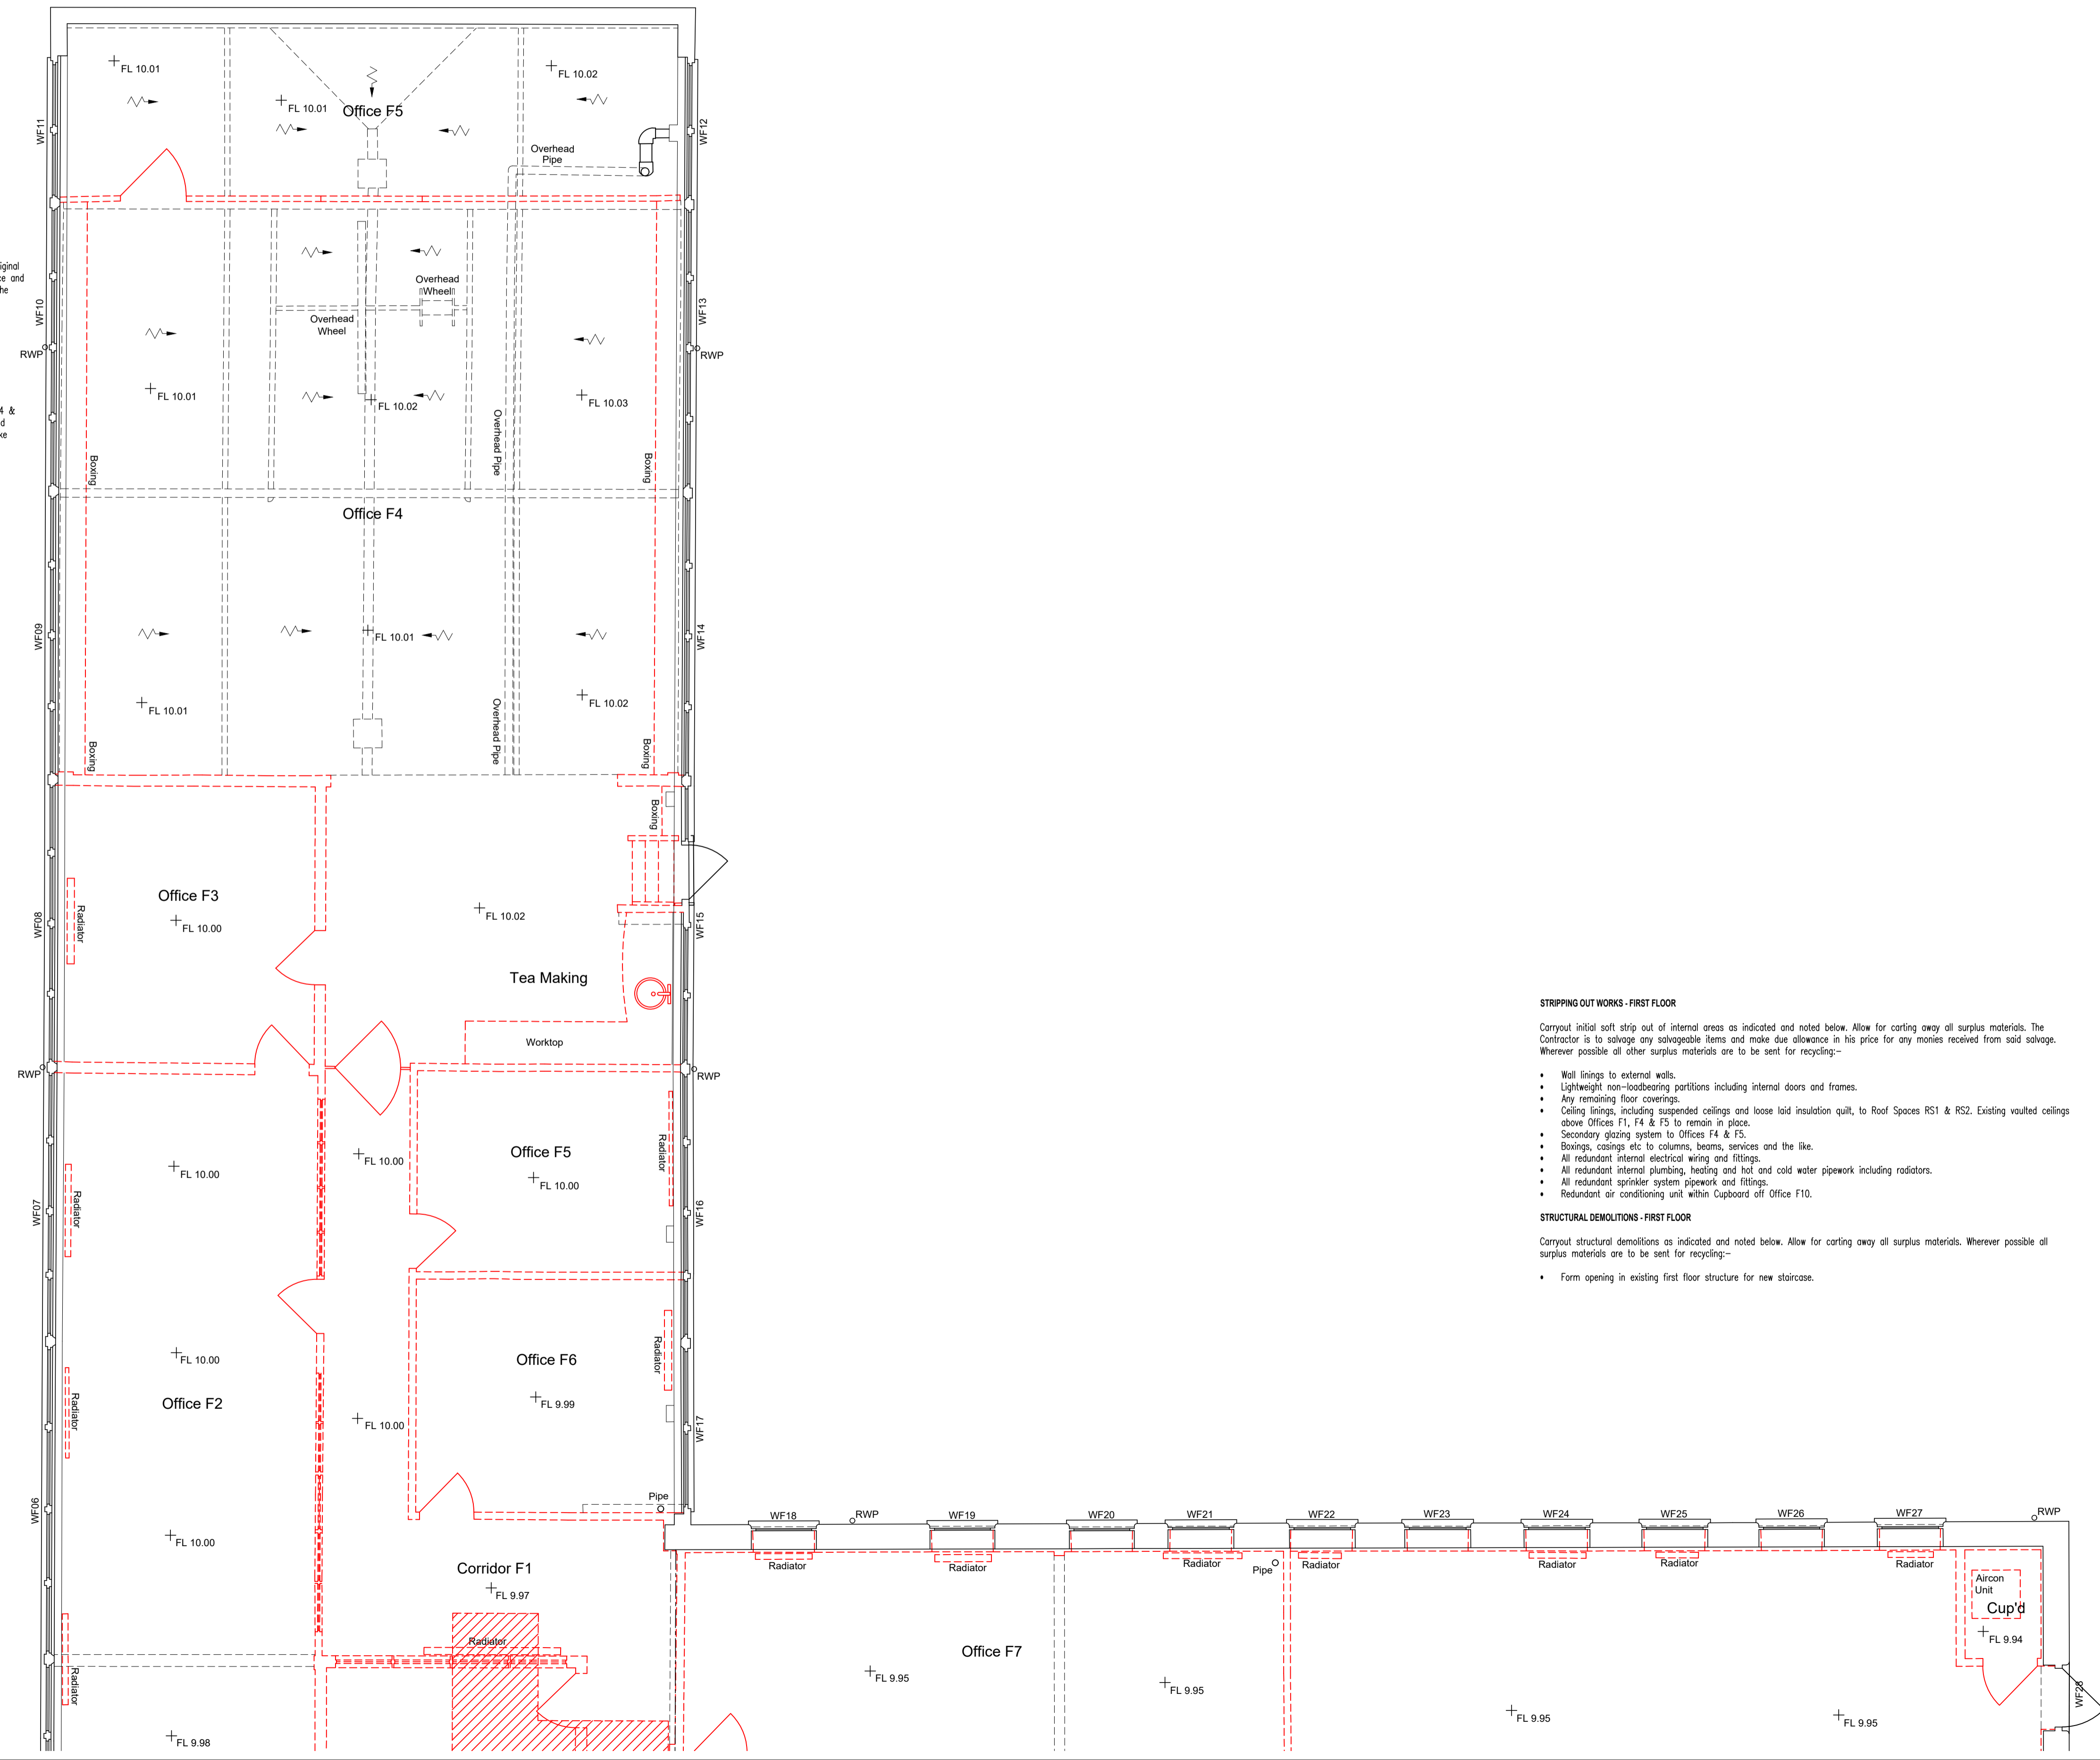 FL 10.01
FL 10.02
FL 10.01
Office F5
WF11
WF12
Overhead
Pipe
iginal
ce and
he
Overhead
Wheel
Overhead
Wheel
WF10
WF13
RWP
RWP
FL 10.01
FL 10.02
FL 10.03
4 &
d
ke
Boxing
Overhead Pipe
Boxing
Office F4
WF09
WF14
FL 10.01
FL 10.01
FL 10.02
Boxing
Overhead Pipe
Boxing
Boxing
Office F3
FL 10.00
Radiator
WF08
FL 10.02
WF15
Tea Making
Worktop
RWP
RWP
FL 10.00
FL 10.00
Office F5
FL 10.00
Radiator
Radiator
WF07
WF16
FL 10.00
Office F2
Radiator
Office F6
FL 9.99
Radiator
FL 10.00
WF17
WF06
FL 10.00
Pipe
Corridor F1
FL 9.97
Radiator
Radiator
FL 9.98
STRIPPING OUT WORKS - FIRST FLOOR
Carryout initial soft strip out of internal areas as indicated and noted below. Allow for carting away all surplus materials. The
Contractor is to salvage any salvageable items and make due allowance in his price for any monies received from said salvage.
Wherever possible all other surplus materials are to be sent for recycling:-
• Wall linings to external walls.
• Lightweight non-loadbearing partitions including internal doors and frames.
• Any remaining floor coverings.
• Ceiling linings, including suspended ceilings and loose laid insulation quilt, to Roof Spaces RS1 & RS2. Existing vaulted ceilings
above Offices F1, F4 & F5 to remain in place.
• Secondary glazing system to Offices F4 & F5.
• Boxings, casings etc to columns, beams, services and the like.
• All redundant internal electrical wiring and fittings.
• All redundant internal plumbing, heating and hot and cold water pipework including radiators.
• All redundant sprinkler system pipework and fittings.
• Redundant air conditioning unit within Cupboard off Office F10.
STRUCTURAL DEMOLITIONS - FIRST FLOOR
Carryout structural demolitions as indicated and noted below. Allow for carting away all surplus materials. Wherever possible all
surplus materials are to be sent for recycling:-
• Form opening in existing first floor structure for new staircase.
WF18
RWP
WF19
WF20
WF21
WF22
WF23
WF24
WF25
WF26
WF27
RWP
Radiator
Radiator
Radiator
Pipe
Radiator
Radiator
Radiator
Radiator
Aircon
Unit
Cup'd
FL 9.94
Office F7
FL 9.95
FL 9.95
FL 9.95
FL 9.95
WF28